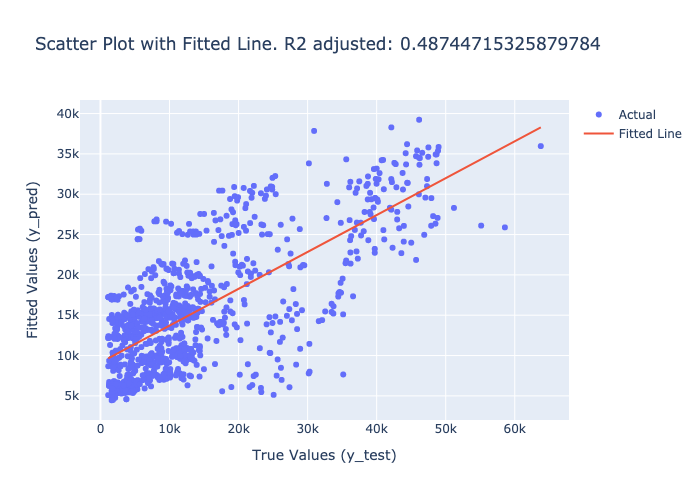 Scatter Plot with Fitted Line. R2 adjusted: 0.48744715325879784
Actual
Fitted Line
Fitted Values (y_pred)
40k
35k
30k
25k
20k
15k
10k
5k
0
10k
20k
30k
40k
50k
60k
True Values (y_test)